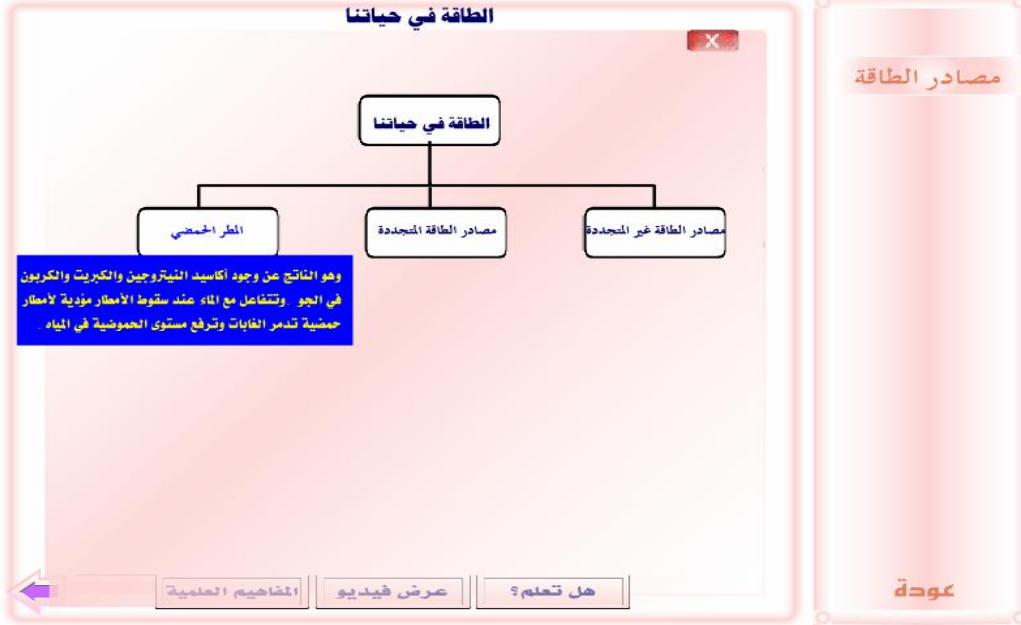 الطاقة في حياتنا
مصادر الطاقة
X
الطاقة في حياتنا
مصادر الطاقة غير المتجددة
مصادر الطاقة المتجددة
المطر الحمضي
وهو الناتج عن وجود أكاسيد النيتروجين والكبريت والكربون
في الجو . وتتفاعل مع الماء عند سقوط الأمطار مؤدية لأمطار
حمضية تدمر الغابات وترفع مستوى الحموضية في المياه .
هل تعلم؟
عرض فيديو
المفاهيم العلمية
عودة